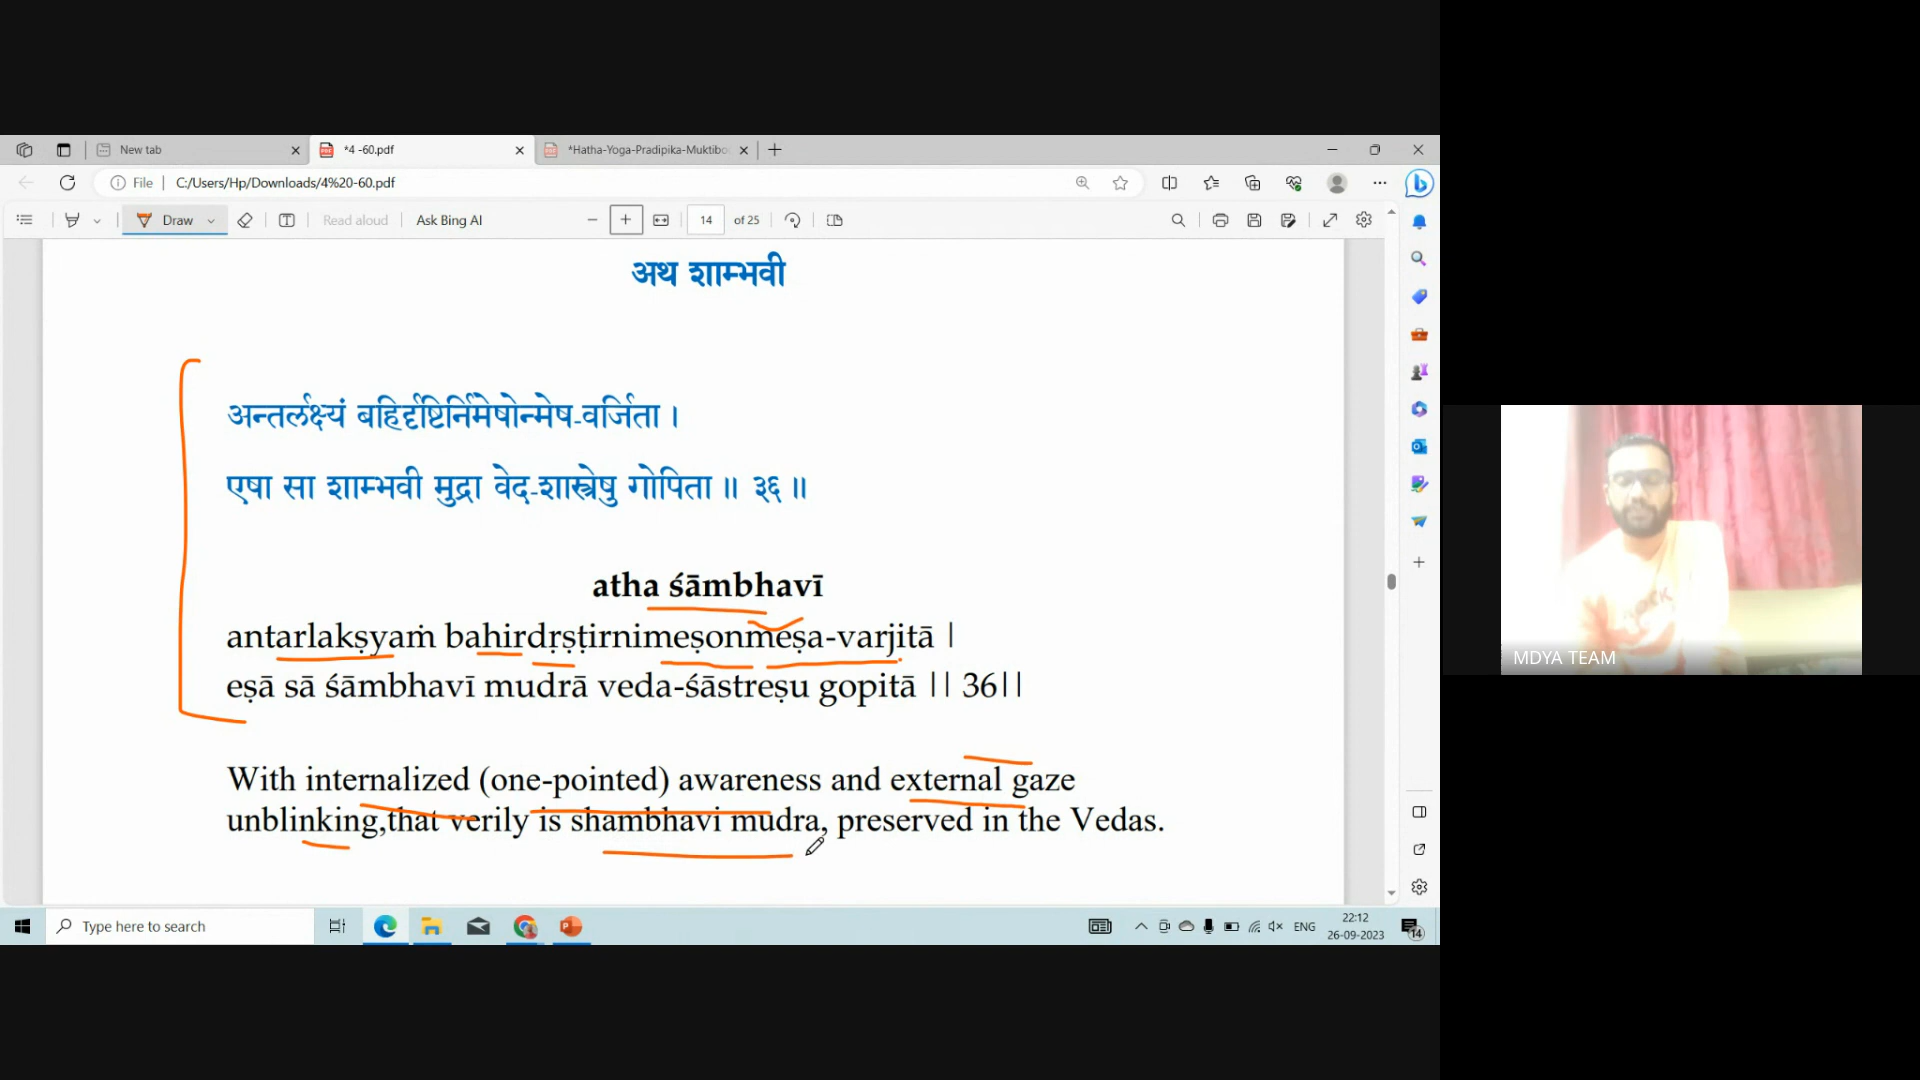 New tab
*4 -60.pdf
*Hatha-Yoga-Pradipika-Muktibo
File
C:/Users/Hp/Downloads/4%20-60.pdf
Draw
Read aloud
Ask Bing AI
14
of 25
अथ शाम्भवी
अन्तर्लक्ष्यं बहिर्दृष्टिर्निमेषोन्मेष-वर्जिता ।
एषा सा शाम्भवी मुद्रा वेद-शास्त्रेषु गोपिता ॥ ३६ ॥
atha śāmbhavī
antarlakṣyaṁ bahirdṛṣṭirnimeṣonmeṣa-varjitā |
eṣā sā śāmbhavī mudrā veda-śāstreṣu gopitā || 36||
With internalized (one-pointed) awareness and external gaze
unblinking,that verily is shambhavi mudra, preserved in the Vedas.
MDYA TEAM
Type here to search
ENG
22:12
26-09-2023
14